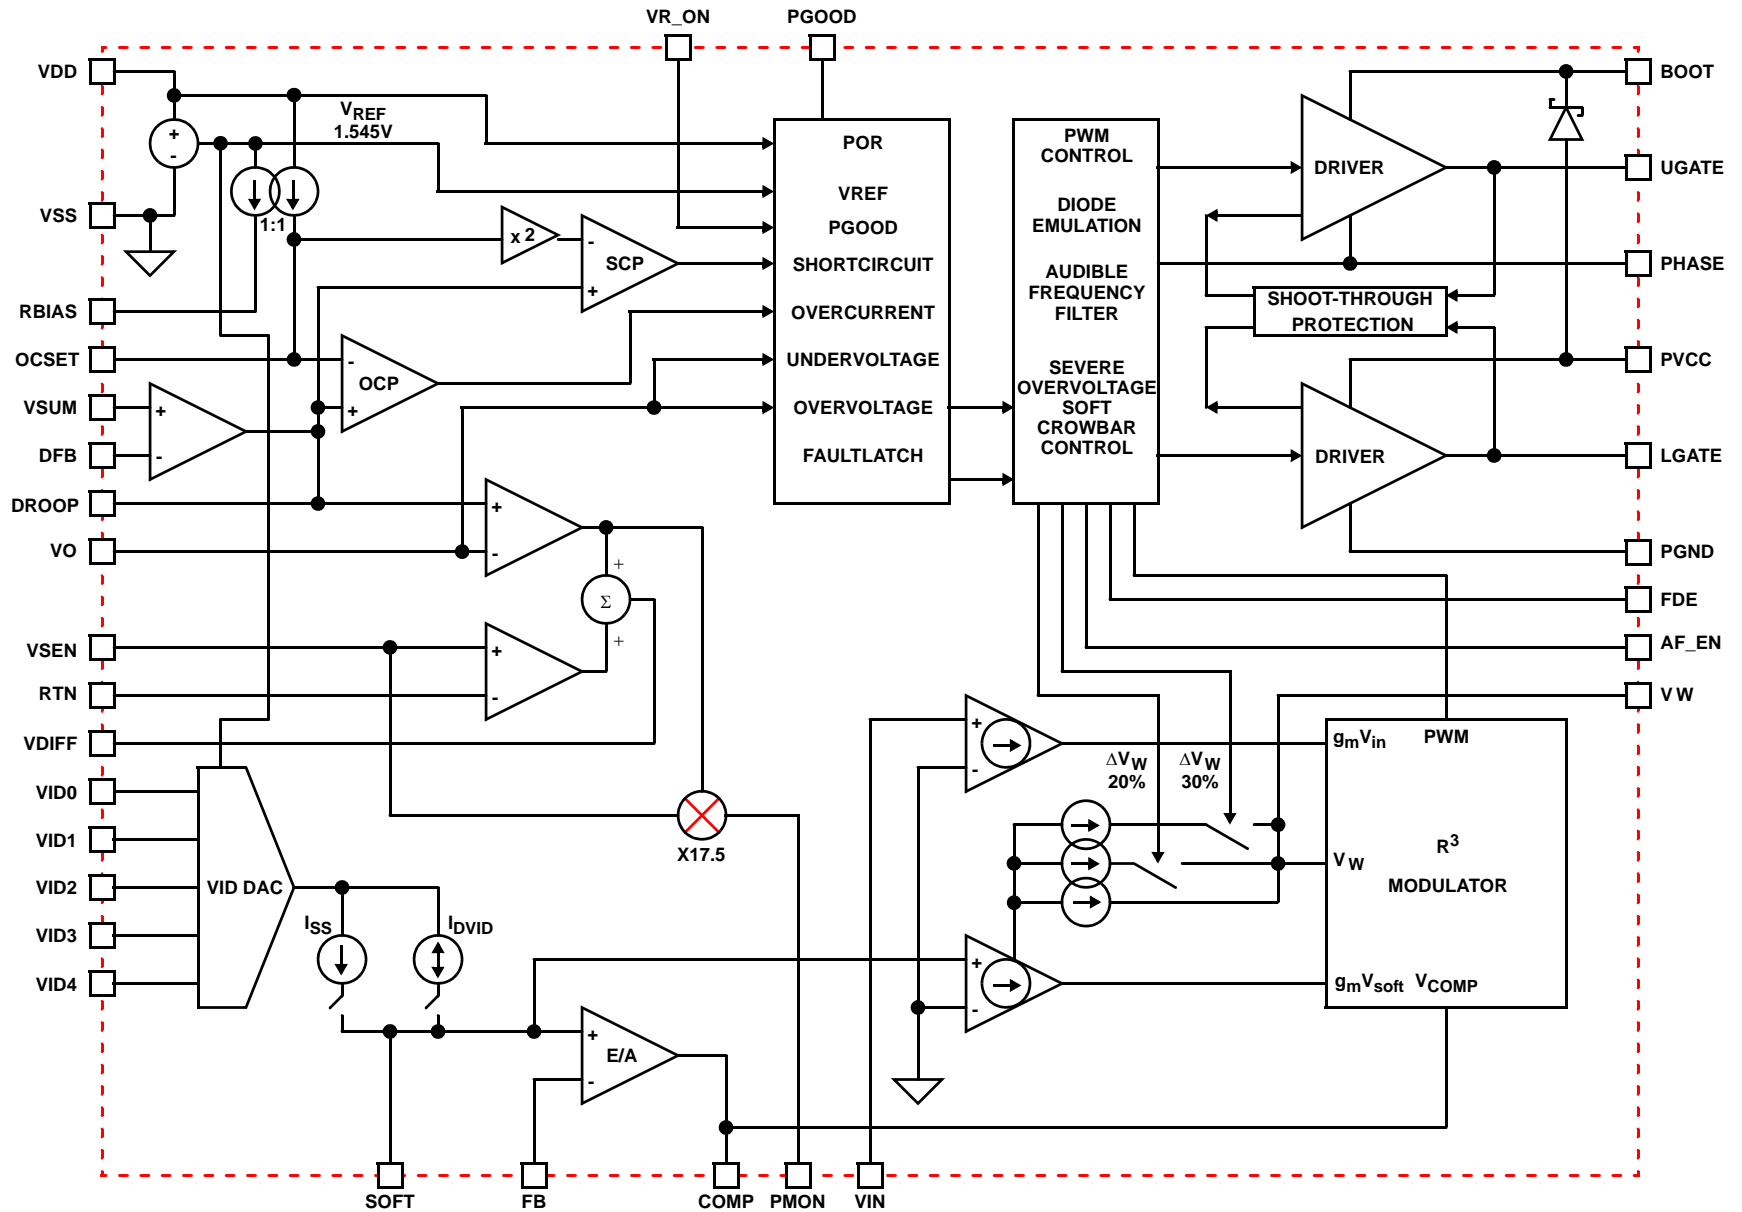 VR_ON
PGOOD
VDD
VSS
RBIAS
OCSET
VSUM
DFB
DROOP
VO
VSEN
RTN
VDIFF
VID0
VID1
VID2
VID3
VID4
+
-
VREF
1.545V
1:1
x 2
-
SCP
+
-
OCP
+
+
-
+
-
+
Σ
+
+
-
X17.5
VID DAC
ISS
IDVID
+
E/A
-
POR
VREF
PGOOD
SHORTCIRCUIT
OVERCURRENT
UNDERVOLTAGE
OVERVOLTAGE
FAULTLATCH
PWM
CONTROL
DIODE
EMULATION
AUDIBLE
FREQUENCY
FILTER
SEVERE
OVERVOLTAGE
SOFT
CROWBAR
CONTROL
DRIVER
SHOOT-THROUGH
PROTECTION
DRIVER
+
-
ΔVW
20%
ΔVW
30%
+
-
gmVin
PWM
VW
R3
MODULATOR
gmVsoft
VCOMP
BOOT
UGATE
PHASE
PVCC
LGATE
PGND
FDE
AF_EN
VW
SOFT
FB
COMP
PMON
VIN